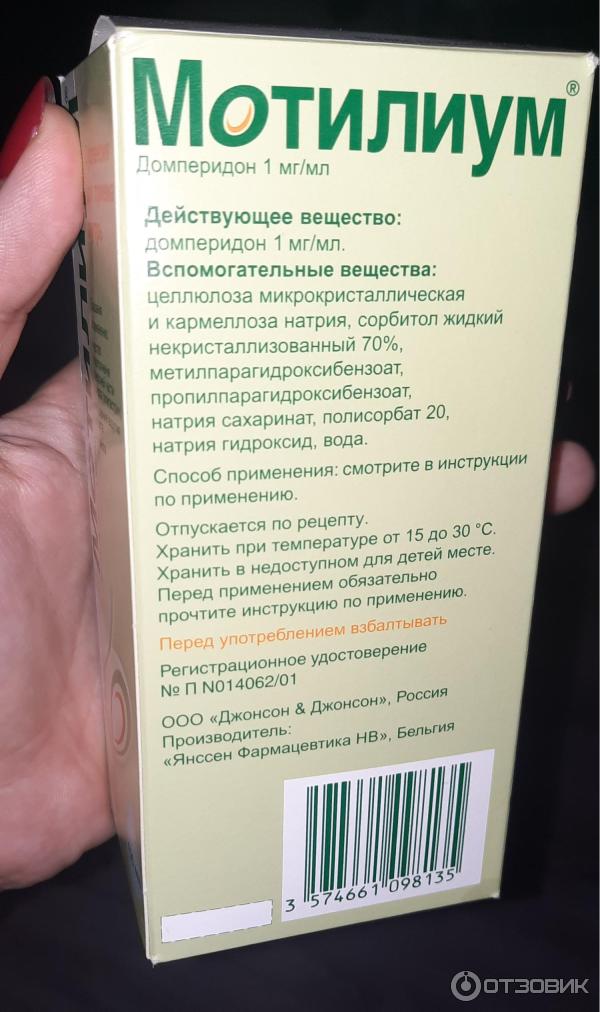 Мотилиум®
Домперидон 1 мг/мл
Действующее вещество:
домперидон 1 мг/мл.
Вспомогательные вещества:
целлюлоза микрокристаллическая
и кармеллоза натрия, сорбитол жидкий
некристаллизованный 70%,
метилпарагидроксибензоат,
пропилпарагидроксибензоат,
натрия сахаринат, полисорбат 20,
натрия гидроксид, вода.
Способ применения: смотрите в инструкции
по применению.
Отпускается по рецепту.
Хранить при температуре от 15 до 30 °C.
Хранить в недоступном для детей месте.
Перед применением обязательно
прочтите инструкцию по применению.
Перед употреблением взбалтывать
Регистрационное удостоверение
№ П N014062/01
ООО «Джонсон & Джонсон», Россия
Производитель:
«Янссен Фармацевтика НВ», Бельгия
3 574661 098135
ОТЗОВИК